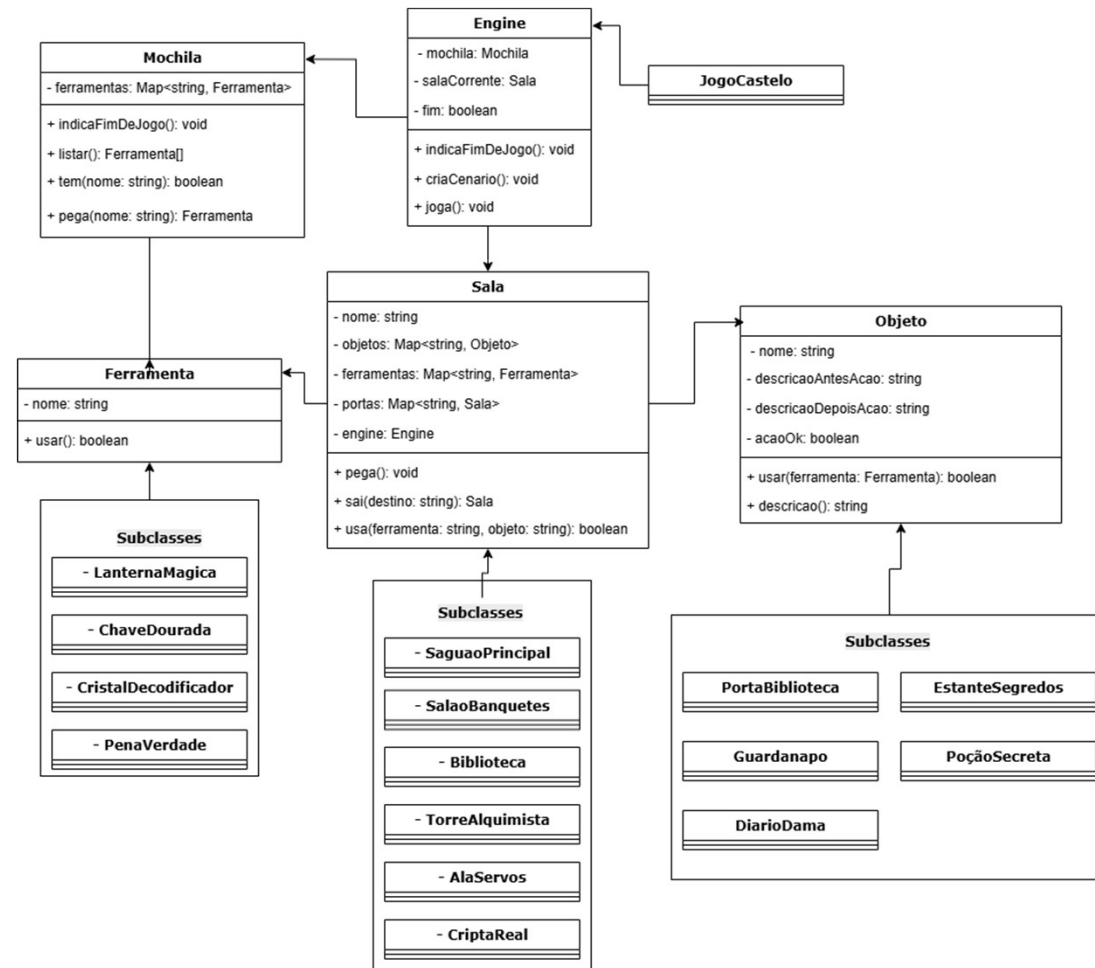 Engine
- mochila: Mochila
- salaCorrente: Sala
- fim: boolean
+ indicaFimDeJogo(): void
+ criaCenario(): void
+ joga(): void
Mochila
- ferramentas: Map<string, Ferramenta>
+ indicaFimDeJogo(): void
+ listar(): Ferramenta[]
+ tem(nome: string): boolean
+ pega(nome: string): Ferramenta
JogoCastelo
Sala
- nome: string
- objetos: Map<string, Objeto>
- ferramentas: Map<string, Ferramenta>
- portas: Map<string, Sala>
- engine: Engine
+ pega(): void
+ sai(destino: string): Sala
+ usa(ferramenta: string, objeto: string): boolean
Objeto
- nome: string
- descricaoAntesAcao: string
- descricaoDepoisAcao: string
- acaoOk: boolean
+ usar(ferramenta: Ferramenta): boolean
+ descricao(): string
Ferramenta
- nome: string
+ usar(): boolean
Subclasses
- LanternaMagica
- ChaveDourada
- CristalDecodificador
- PenaVerdade
Subclasses
- SaguaoPrincipal
- SalaoBanquetes
- Biblioteca
- TorreAlquimista
- AlaServos
- CriptaReal
Subclasses
PortaBiblioteca
EstanteSegredos
Guardanapo
PoçãoSecreta
DiarioDama